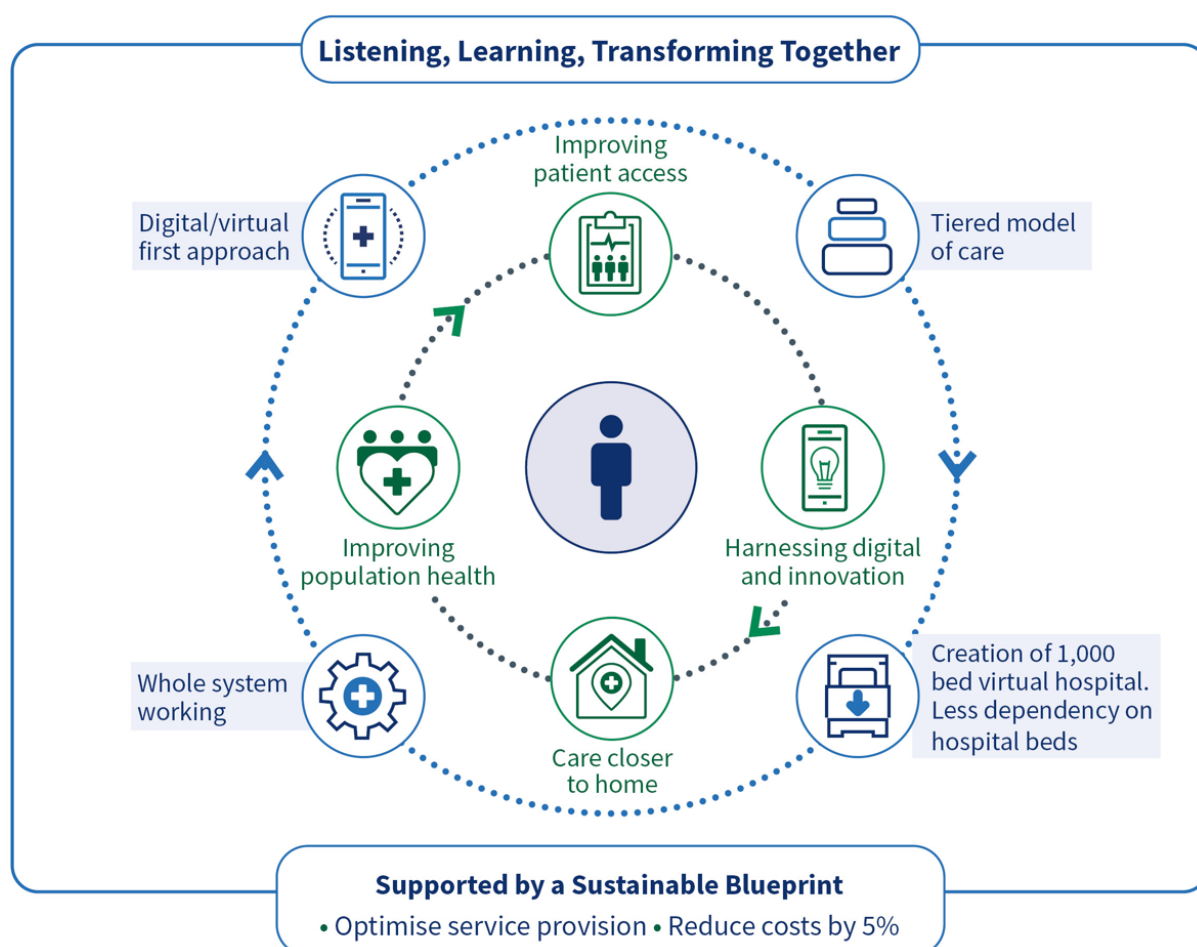 Listening, Learning, Transforming Together
Improving
patient access
Digital/virtual
first approach
Tiered model
of care
Improving
population health
Harnessing digital
and innovation
Whole system
working
Care closer
to home
Creation of 1,000
bed virtual hospital.
Less dependency on
hospital beds
Supported by a Sustainable Blueprint
• Optimise service provision • Reduce costs by 5%